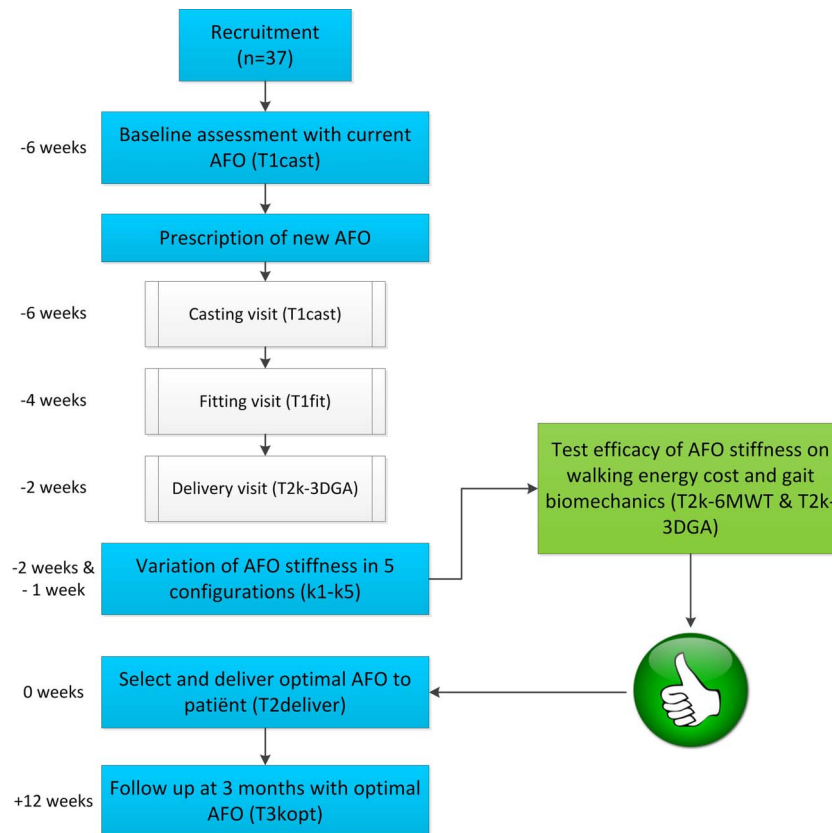 Recruitment
(n=37)
-6 weeks
Baseline assessment with current
AFO (T1cast)
Prescription of new AFO
-6 weeks
Casting visit (T1cast)
-4 weeks
Fitting visit (T1fit)
-2 weeks
Delivery visit (T2k-3DGA)
-2 weeks &
- 1 week
Variation of AFO stiffness in 5
configurations (k1-k5)
Test efficacy of AFO stiffness on
walking energy cost and gait
biomechanics (T2k-6MWT & T2k-
3DGA)
0 weeks
Select and deliver optimal AFO to
patiënt (T2deliver)
+12 weeks
Follow up at 3 months with optimal
AFO (T3kopt)